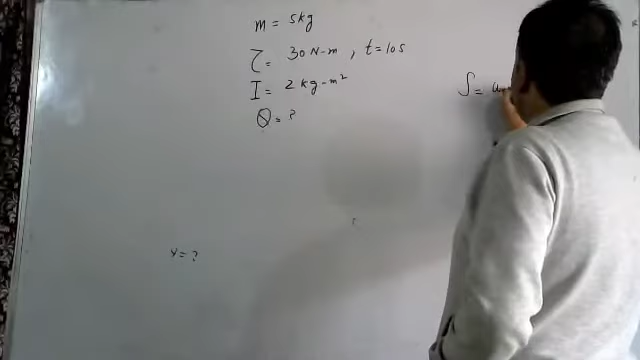 m = 5kg
τ = 30 N-m , t = 10s
I = 2 kg-m²
S = u
θ = ?
γ = ?